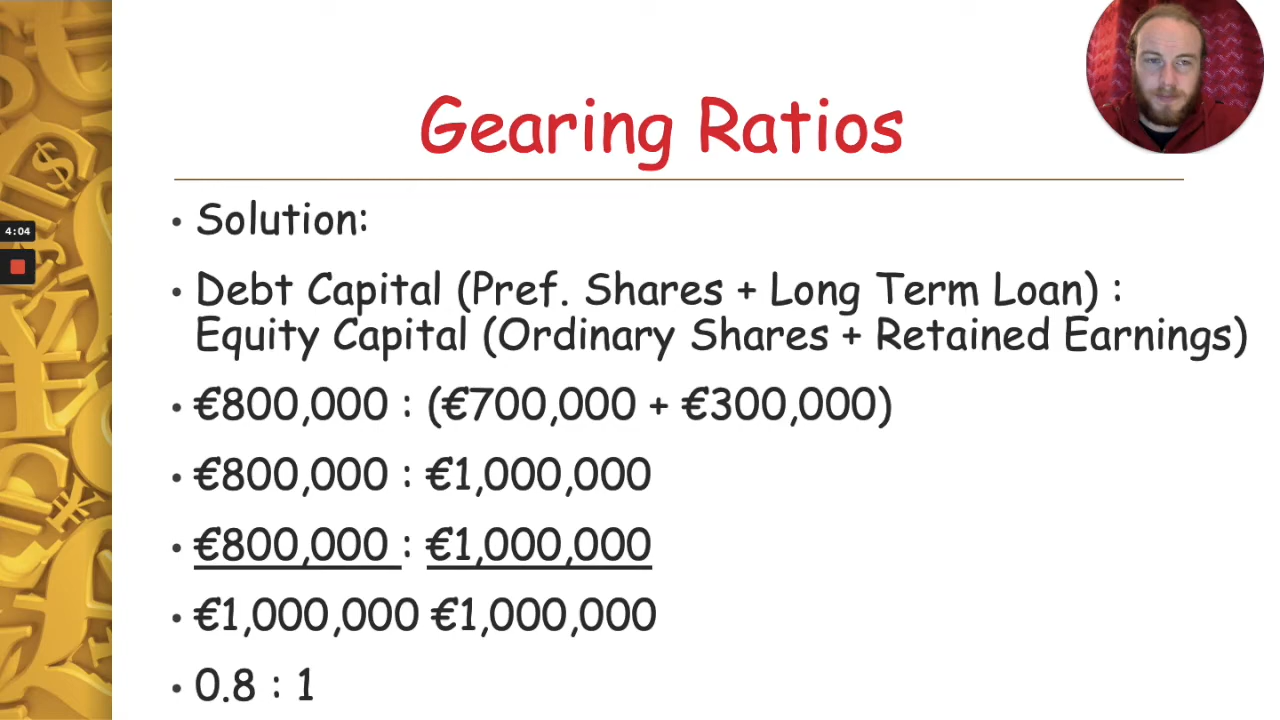 Gearing Ratios
4:04
• Solution:
• Debt Capital (Pref. Shares + Long Term Loan) :
Equity Capital (Ordinary Shares + Retained Earnings)
• €800,000 : (€700,000 + €300,000)
• €800,000 : €1,000,000
• €800,000 : €1,000,000
• €1,000,000 €1,000,000
• 0.8 : 1